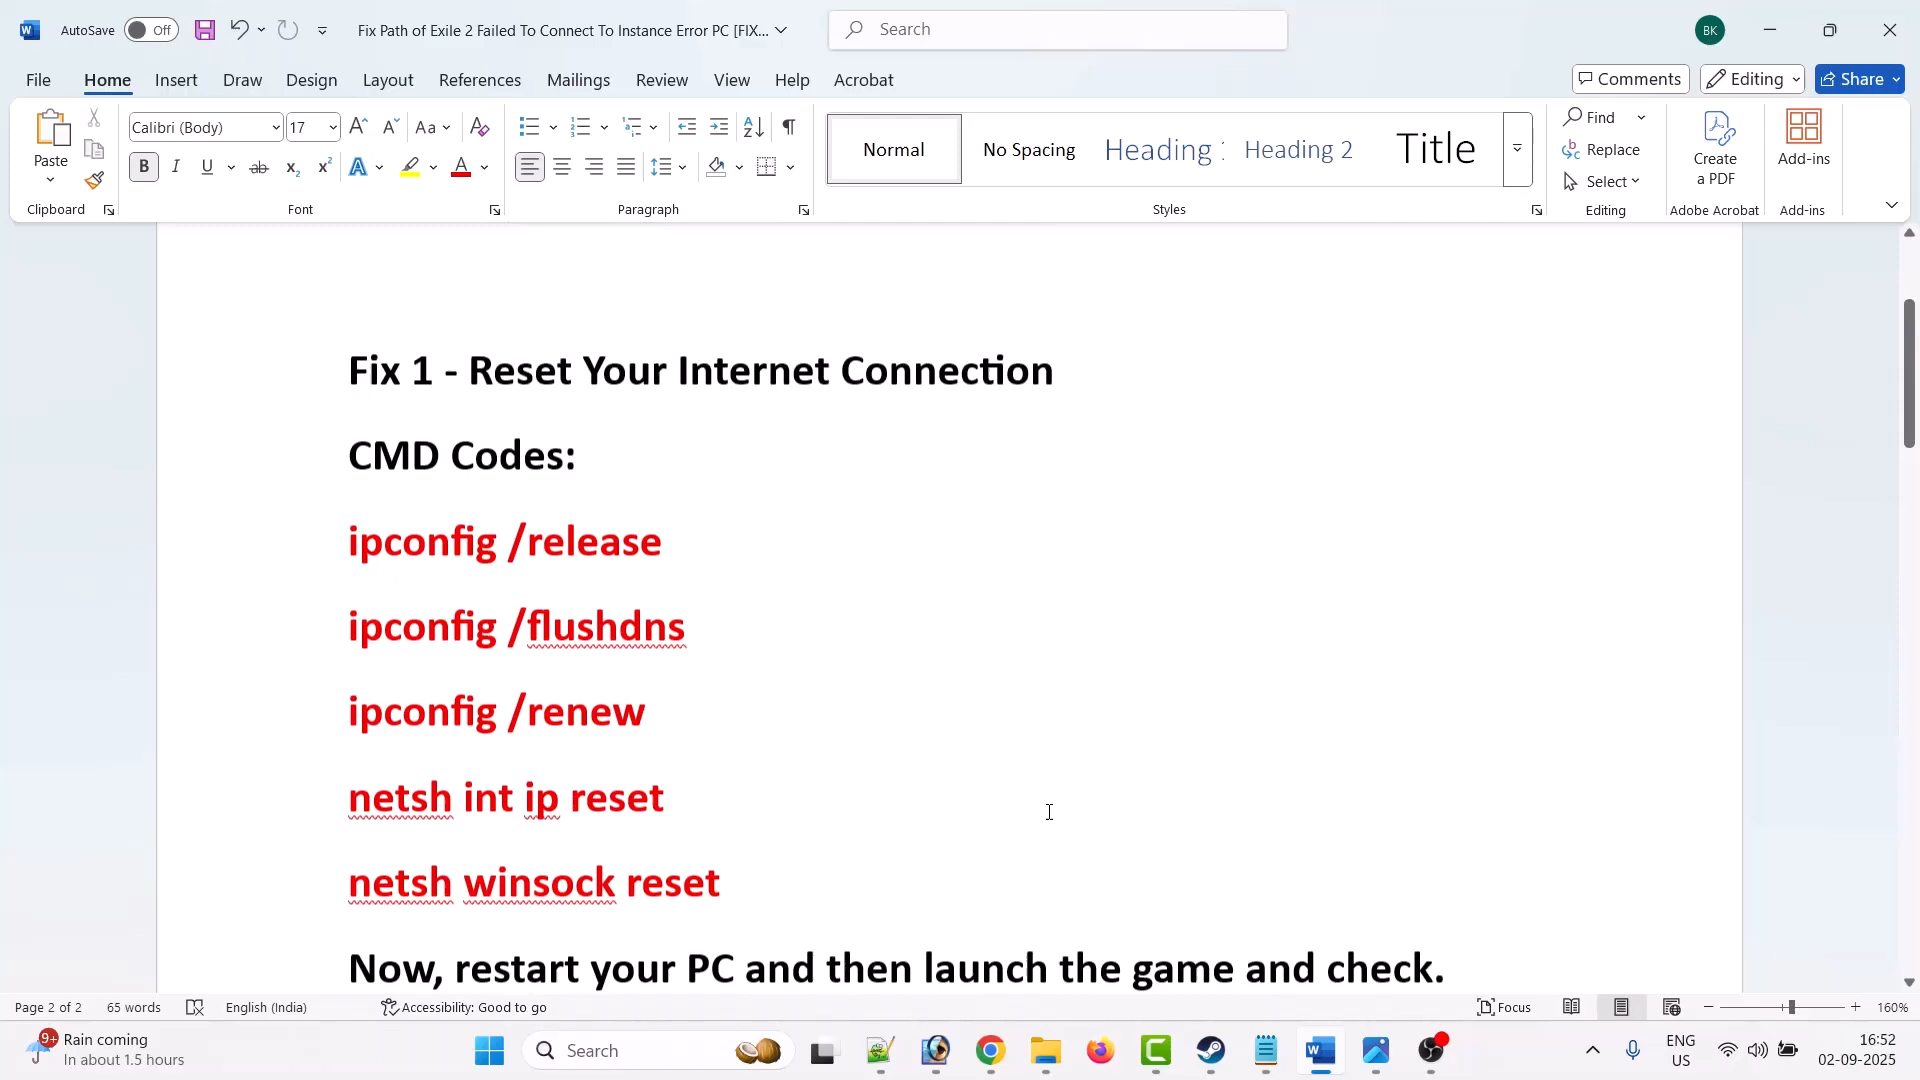 AutoSave Off Fix Path of Exile 2 Failed To Connect To Instance Error PC [FIX... Search BK
File Home Insert Draw Design Layout References Mailings Review View Help Acrobat Comments Editing Share
Paste Calibri (Body) 17 Aa Normal No Spacing Heading 1 Heading 2 Title Find Replace Select Create a PDF Add-ins
Clipboard Font Paragraph Styles Editing Adobe Acrobat Add-ins
Fix 1 - Reset Your Internet Connection
CMD Codes:
ipconfig /release
ipconfig /flushdns
ipconfig /renew
netsh int ip reset
netsh winsock reset
Now, restart your PC and then launch the game and check.
Page 2 of 2 65 words English (India) Accessibility: Good to go Focus 160%
9+ Rain coming Search ENG 16:52
In about 1.5 hours US 02-09-2025